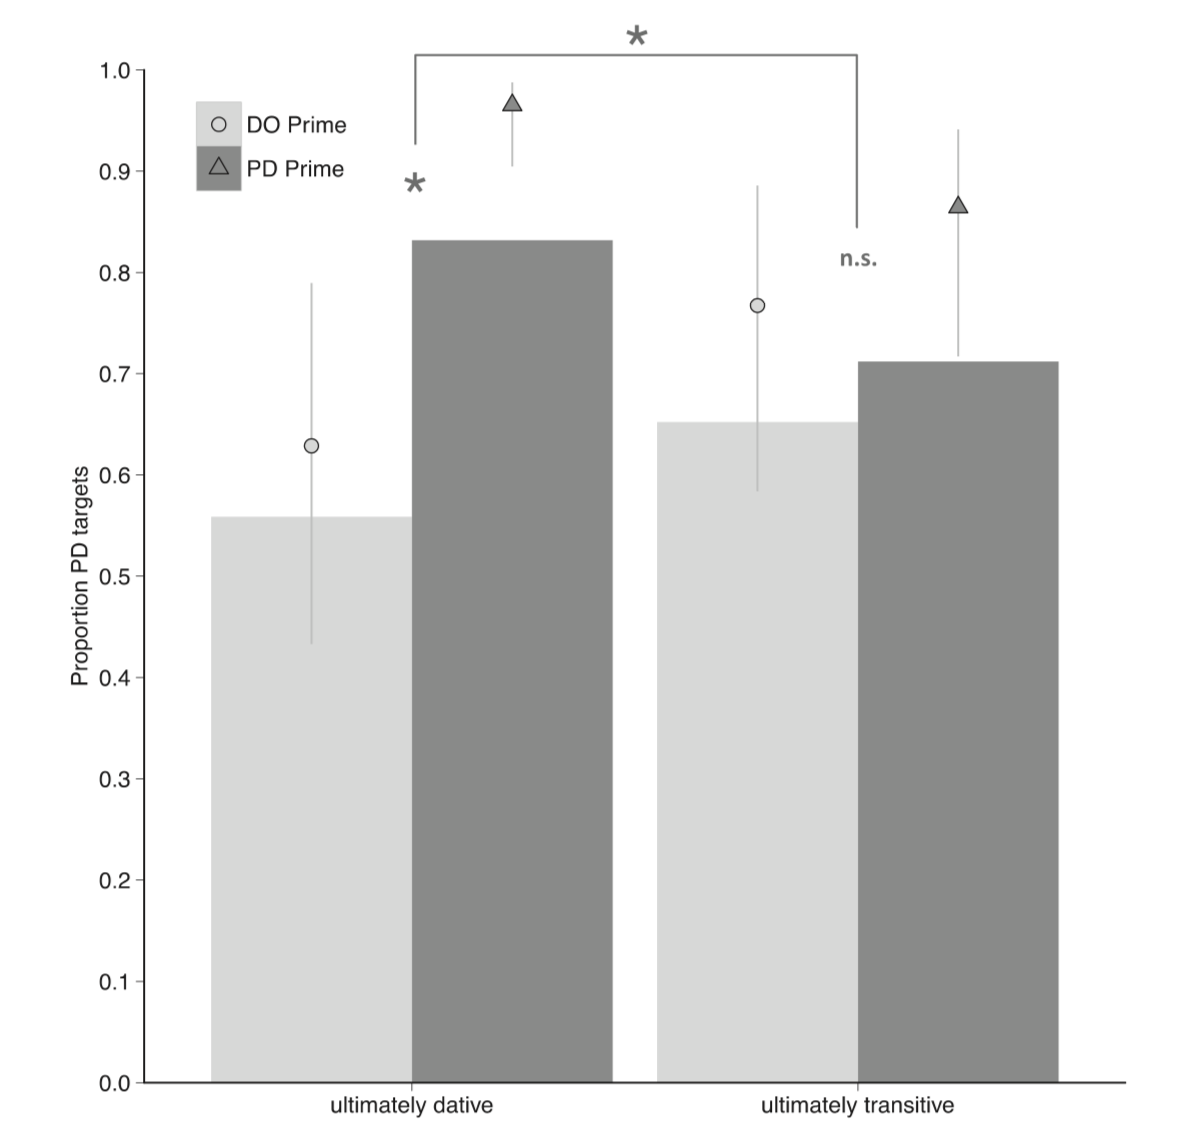 *
1.0
DO Prime
PD Prime
0.9
*
0.8
n.s.
0.7
0.6
0.5
0.4
0.3
0.2
0.1
0.0
Proportion PD targets
ultimately dative
ultimately transitive